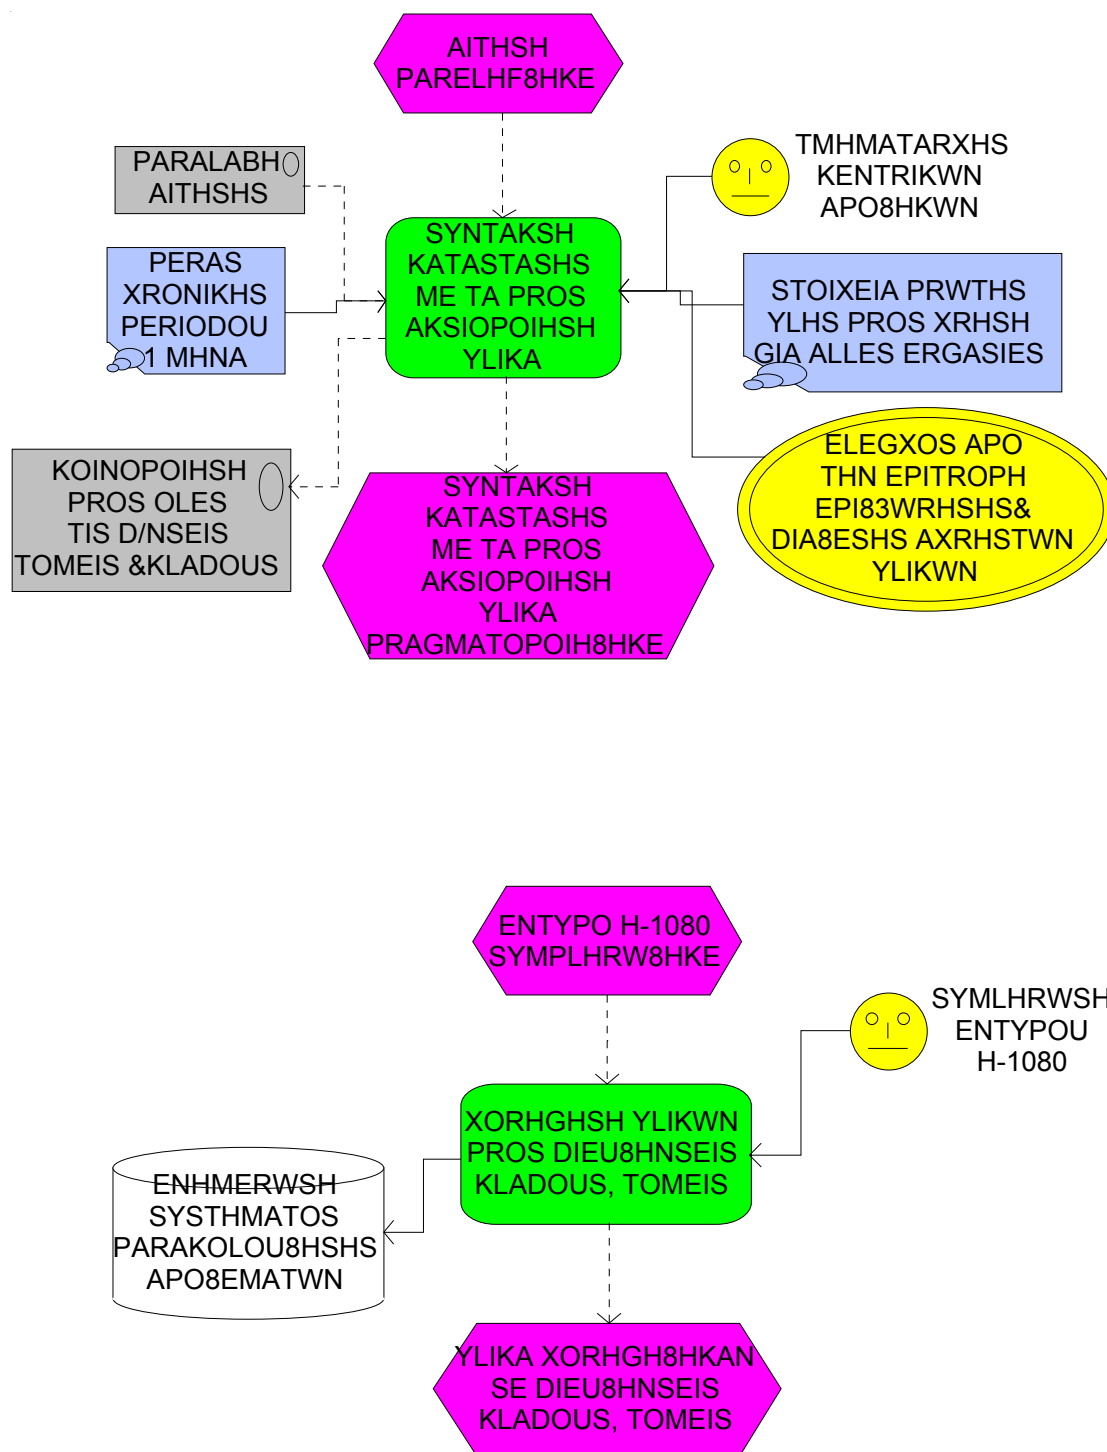 AITHSH
PARELHF8HKE
PARALABH
AITHSHS
TMHMATARXHS
KENTRIKWN
APO8HKWN
SYNTAKSH
KATASTASHS
ME TA PROS
AKSIOPOIHSH
YLIKA
PERAS
XRONIKHS
PERIODOU
1 MHNA
STOIXEIA PRWTHS
YLHS PROS XRHSH
GIA ALLES ERGASIES
KOINOPOIHSH
PROS OLES
TIS D/NSEIS
TOMEIS &KLADOUS
SYNTAKSH
KATASTASHS
ME TA PROS
AKSIOPOIHSH
YLIKA
PRAGMATOPOIH8HKE
ELEGXOS APO
THN EPITROPH
EPI83WRHSHS&
DIA8ESHS AXRHSTWN
YLIKWN
ENTYPO H-1080
SYMPLHRW8HKE
SYMLHRWSH
ENTYPOU
H-1080
XORHGHSH YLIKWN
PROS DIEU8HNSEIS
KLADOUS, TOMEIS
ENHMERWSH
SYSTHMATOS
PARAKOLOU8HSHS
APO8EMATWN
YLIKA XORHGH8HKAN
SE DIEU8HNSEIS
KLADOUS, TOMEIS